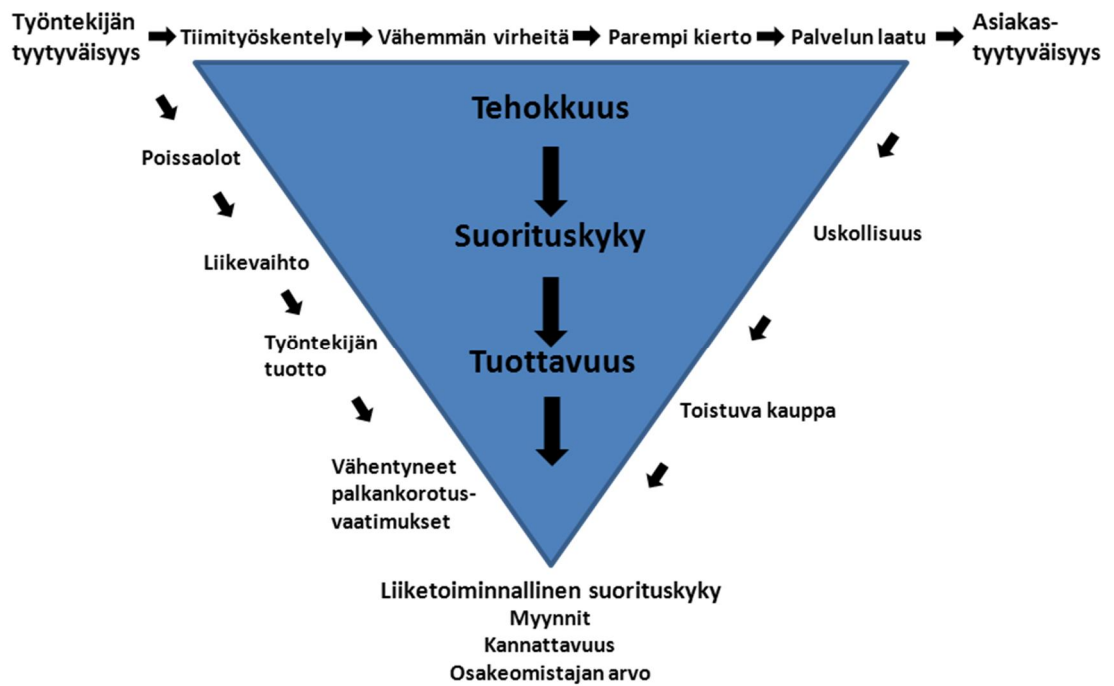 Työntekijän
tyytyväisyys
Tiimityöskentely
Vähemmän virheitä
Parempi kierto
Palvelun laatu
Asiakas-
tyytyväisyys
Tehokkuus
Suorituskyky
Tuottavuus
Poissaolot
Liikevaihto
Työntekijän
tuotto
Vähentyneet
palkankorotus-
vaatimukset
Uskollisuus
Toistuva kauppa
Liiketoiminnallinen suorituskyky
Myynnit
Kannattavuus
Osakeomistajan arvo